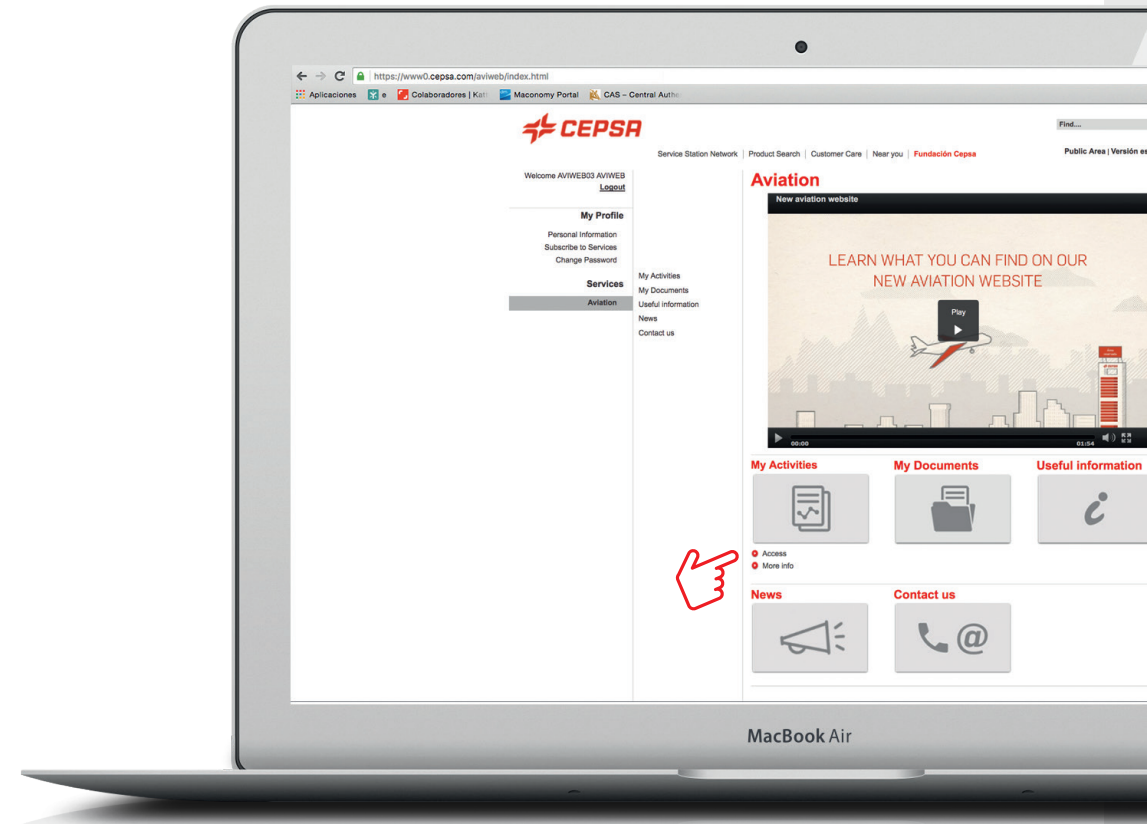 https://www0.cepsa.com/aviweb/index.html
Aplicaciones e Colaboradores | Kat Maconomy Portal CAS – Central Authe
CEPSA
Find....
Service Station Network | Product Search | Customer Care | Near you | Fundación Cepsa
Public Area | Versión es
Welcome AVIWEB03 AVIWEB
Logout
My Profile
Personal Information
Subscribe to Services
Change Password
Services
Aviation
My Activities
My Documents
Useful information
News
Contact us
Aviation
New aviation website
LEARN WHAT YOU CAN FIND ON OUR
NEW AVIATION WEBSITE
Play
00:00
01:54
My Activities
My Documents
Useful information
i
Access
More info
News
Contact us
@
MacBook Air